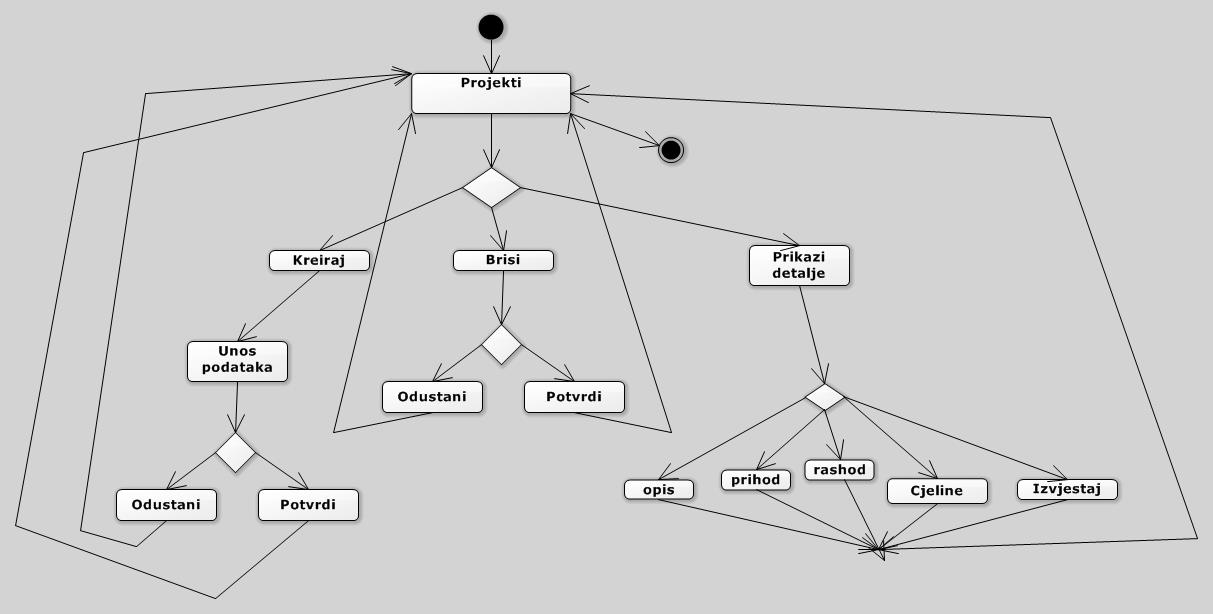 Projekti
Kreiraj
Brisi
Prikazi
detalje
Unos
podataka
Odustani
Potvrdi
Odustani
Potvrdi
opis
prihod
rashod
Cjeline
Izvjestaj